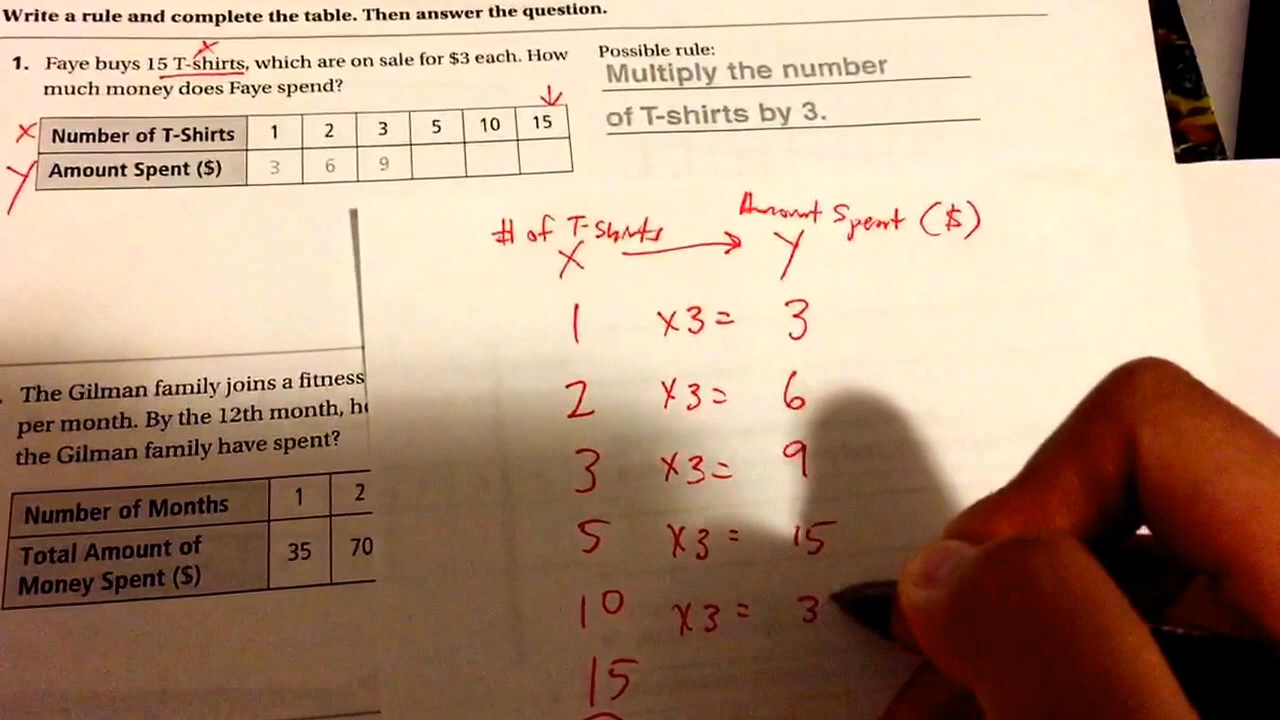 Write a rule and complete the table. Then answer the question.
X
1. Faye buys 15 T-shirts, which are on sale for $3 each. How
much money does Faye spend?
Possible rule:
Multiply the number
of T-shirts by 3.
X Number of T-Shirts 1 2 3 5 10 15
Y Amount Spent ($) 3 6 9
# of T-Shirts → Amount Spent ($)
X Y
1 x3= 3
2 x3= 6
3 x3= 9
5 x3= 15
10 x3= 3
15
The Gilman family joins a fitness
per month. By the 12th month, h
the Gilman family have spent?
Number of Months 1 2
Total Amount of
Money Spent ($) 35 70